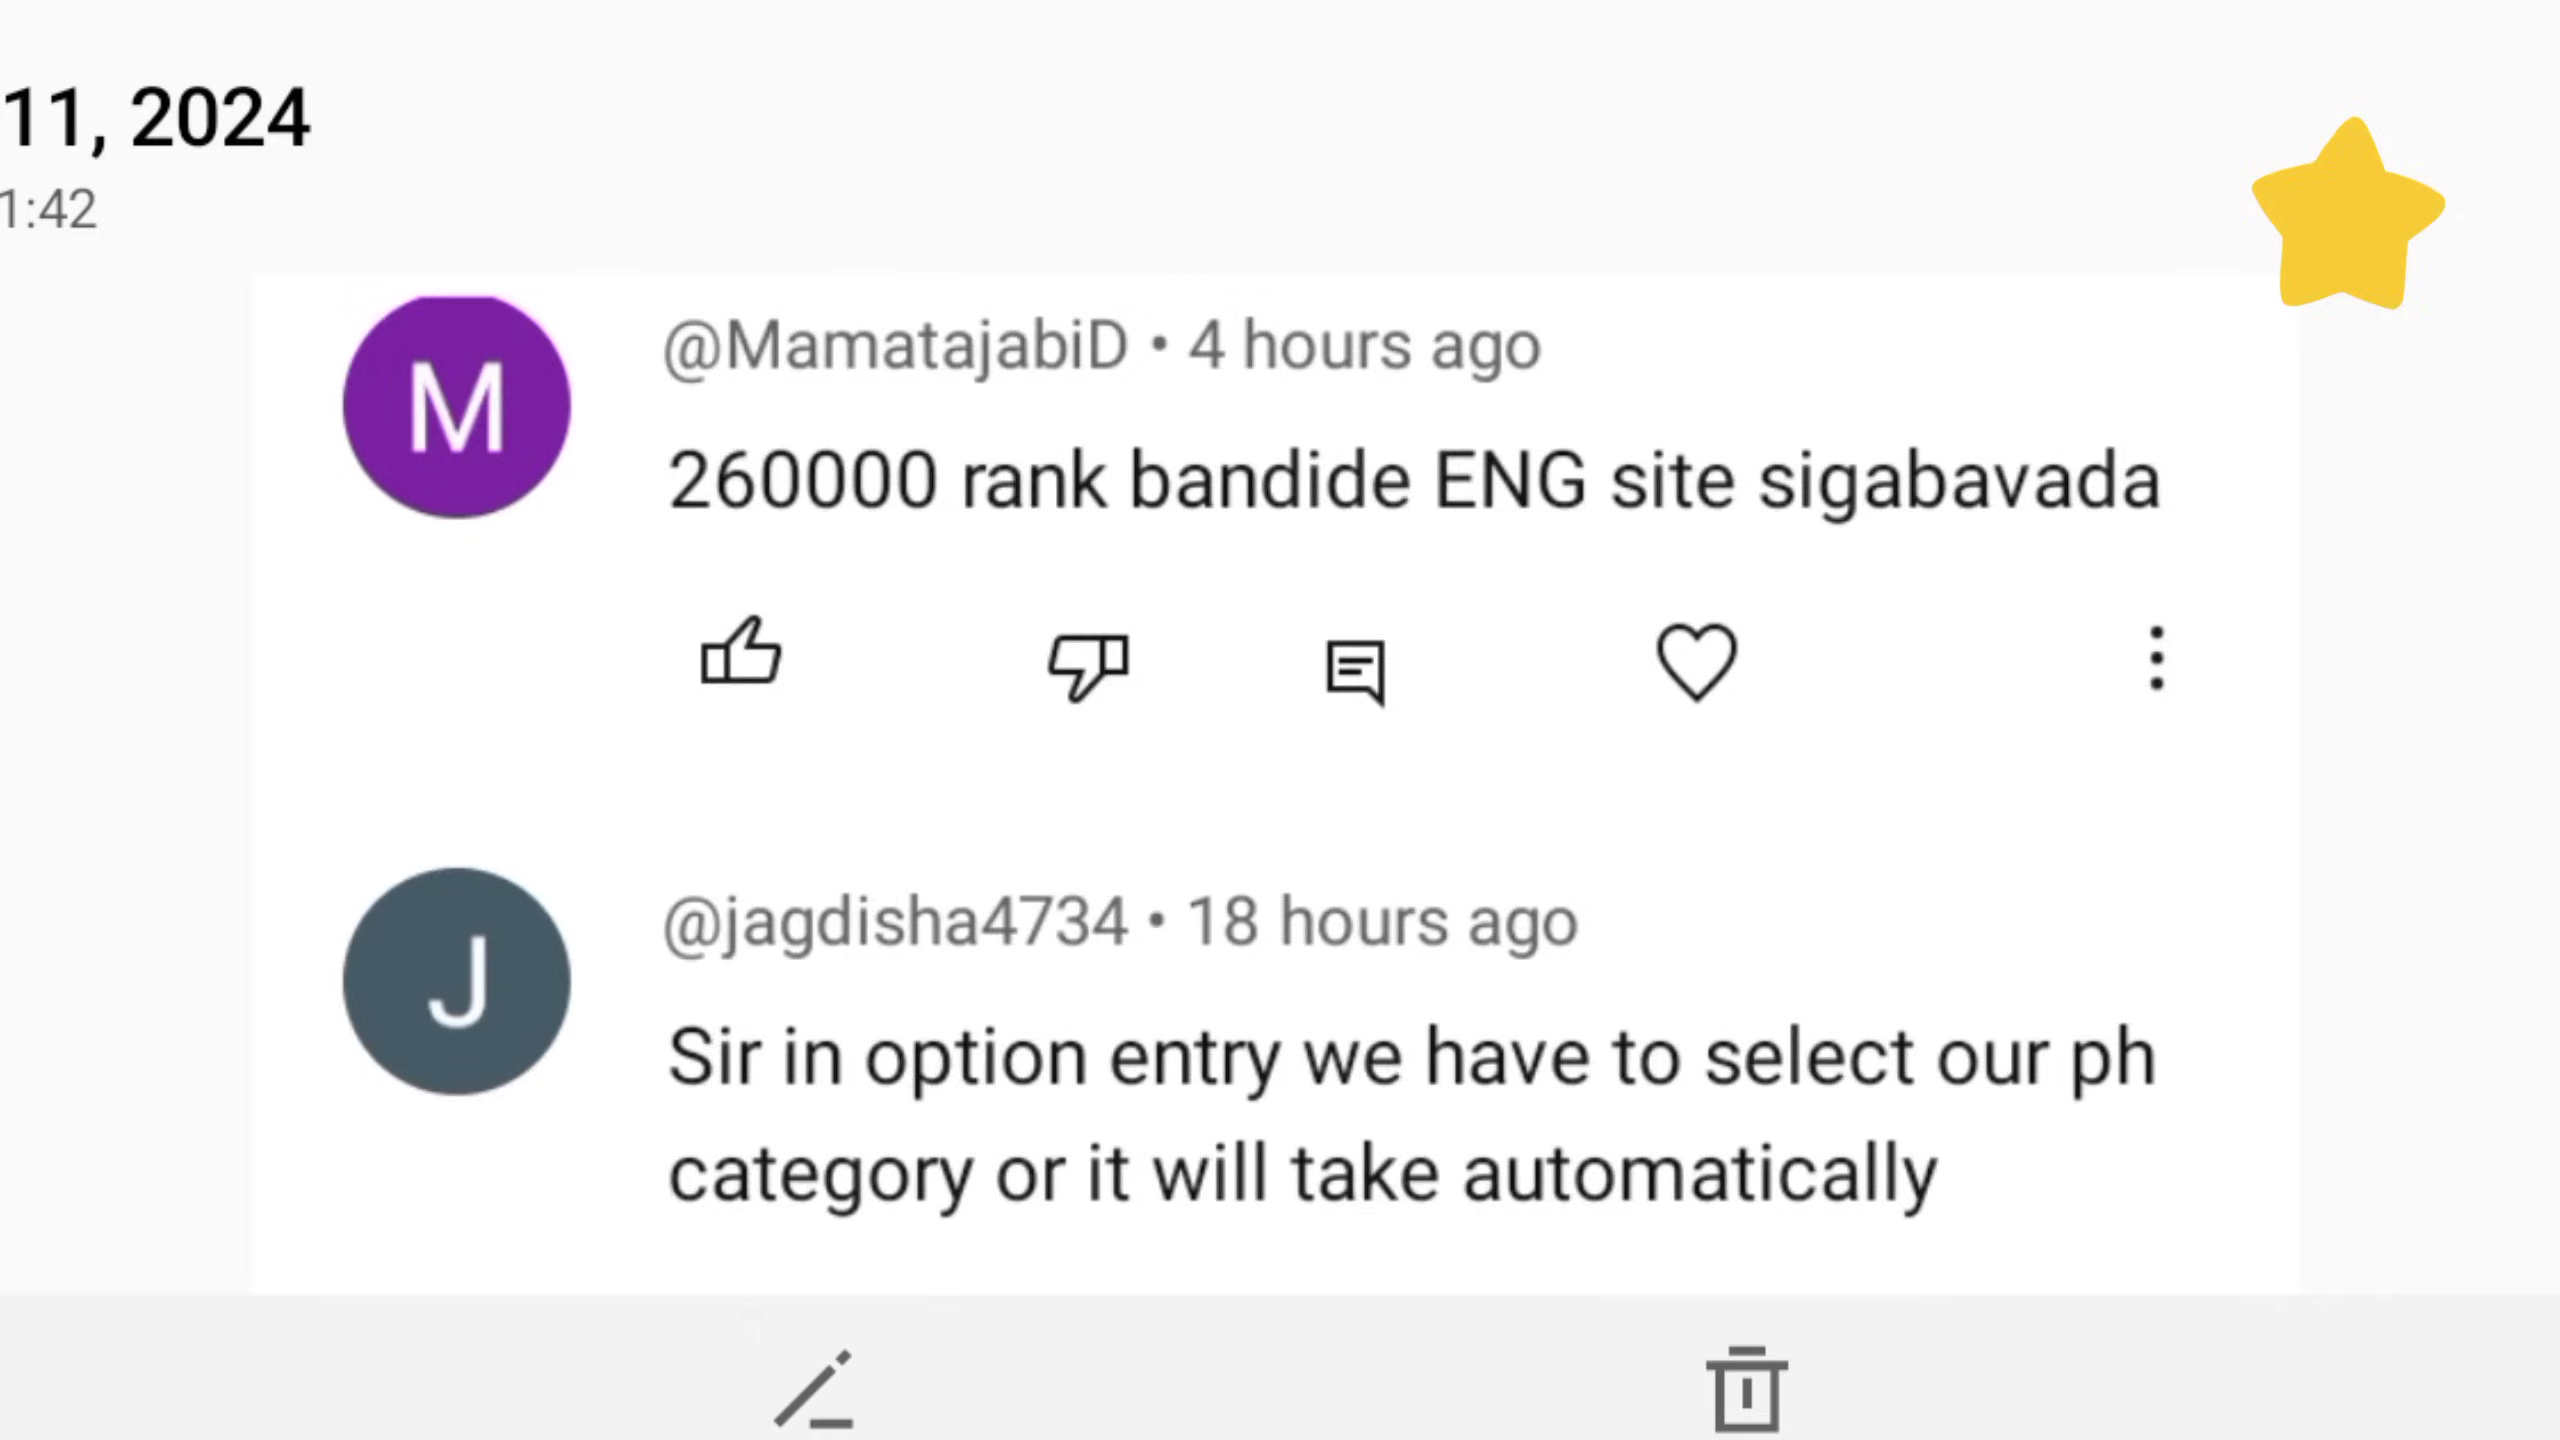 11, 2024
1:42
M
@MamatajabiD • 4 hours ago
260000 rank bandide ENG site sigabavada
J
@jagdisha4734 • 18 hours ago
Sir in option entry we have to select our ph
category or it will take automatically